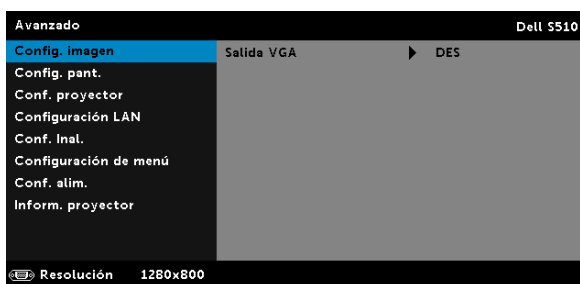 Avanzado Dell S510
Config. imagen Salida VGA DES
Config. pant.
Conf. proyector
Configuración LAN
Conf. Inal.
Configuración de menú
Conf. alim.
Inform. proyector
Resolución 1280x800